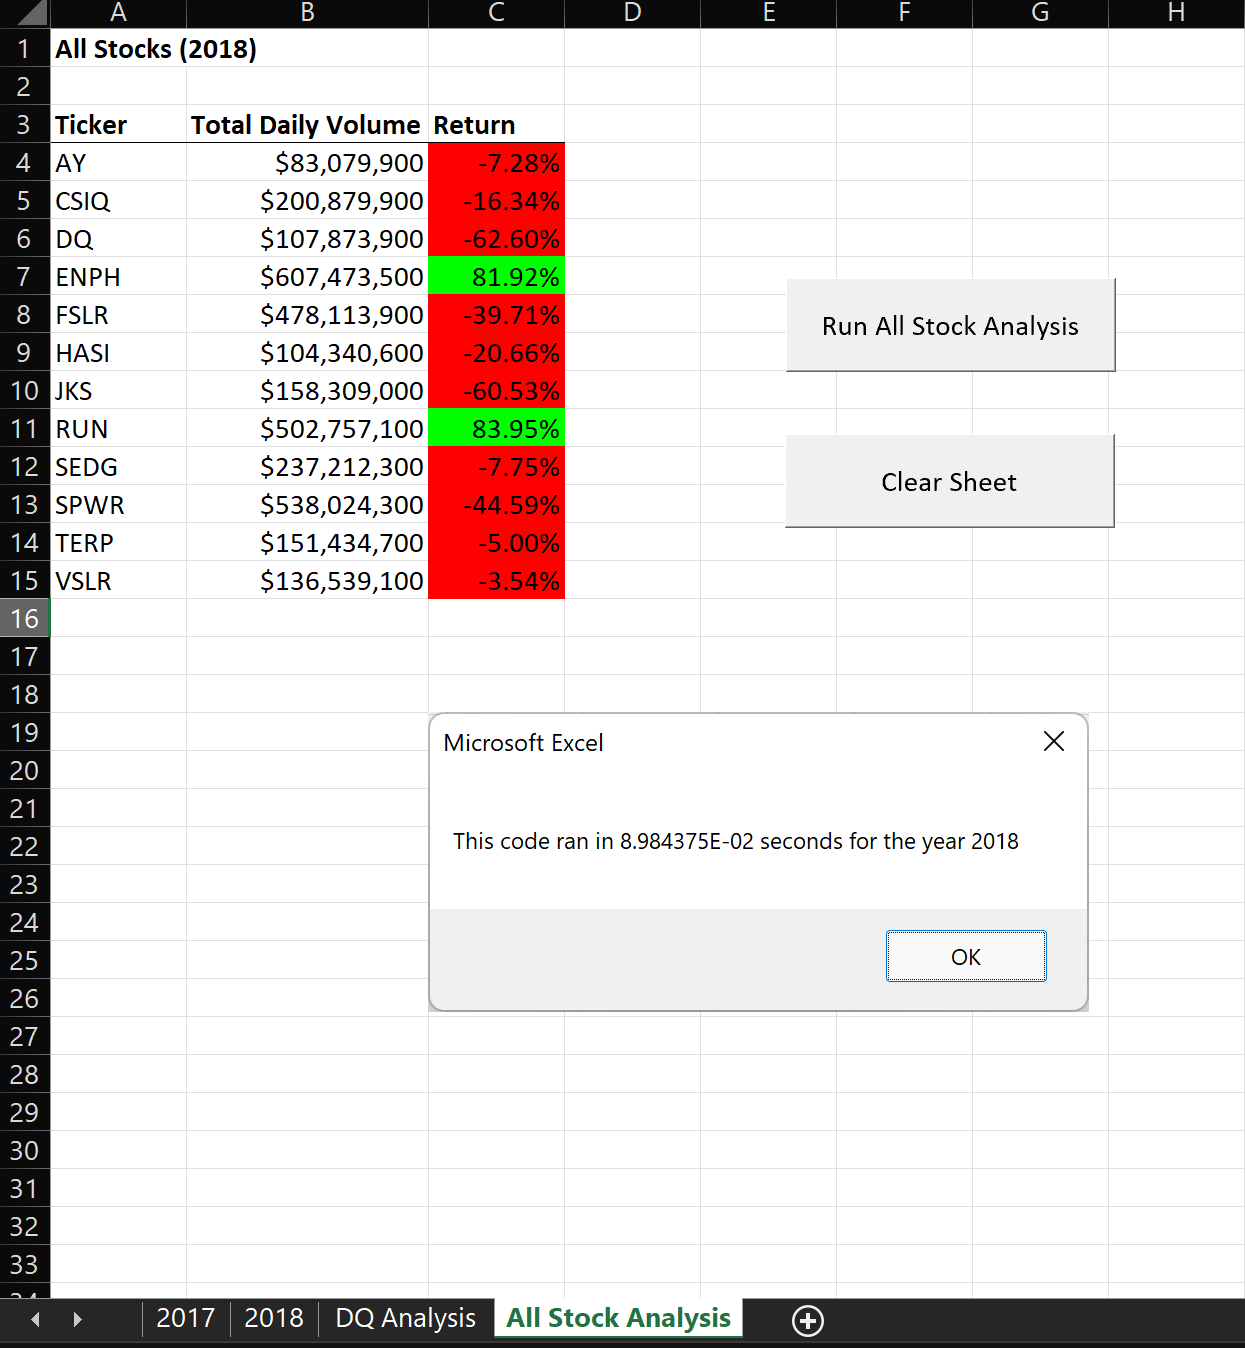 A B C D E F G H
1 All Stocks (2018)
2
3 Ticker Total Daily Volume Return
4 AY $83,079,900 -7.28%
5 CSIQ $200,879,900 -16.34%
6 DQ $107,873,900 -62.60%
7 ENPH $607,473,500 81.92%
8 FSLR $478,113,900 -39.71%
Run All Stock Analysis
9 HASI $104,340,600 -20.66%
10 JKS $158,309,000 -60.53%
11 RUN $502,757,100 83.95%
12 SEDG $237,212,300 -7.75%
Clear Sheet
13 SPWR $538,024,300 -44.59%
14 TERP $151,434,700 -5.00%
15 VSLR $136,539,100 -3.54%
16
17
18
19
Microsoft Excel
20
21
22
This code ran in 8.984375E-02 seconds for the year 2018
23
24
25
OK
26
27
28
29
30
31
32
33
2017 2018 DQ Analysis All Stock Analysis